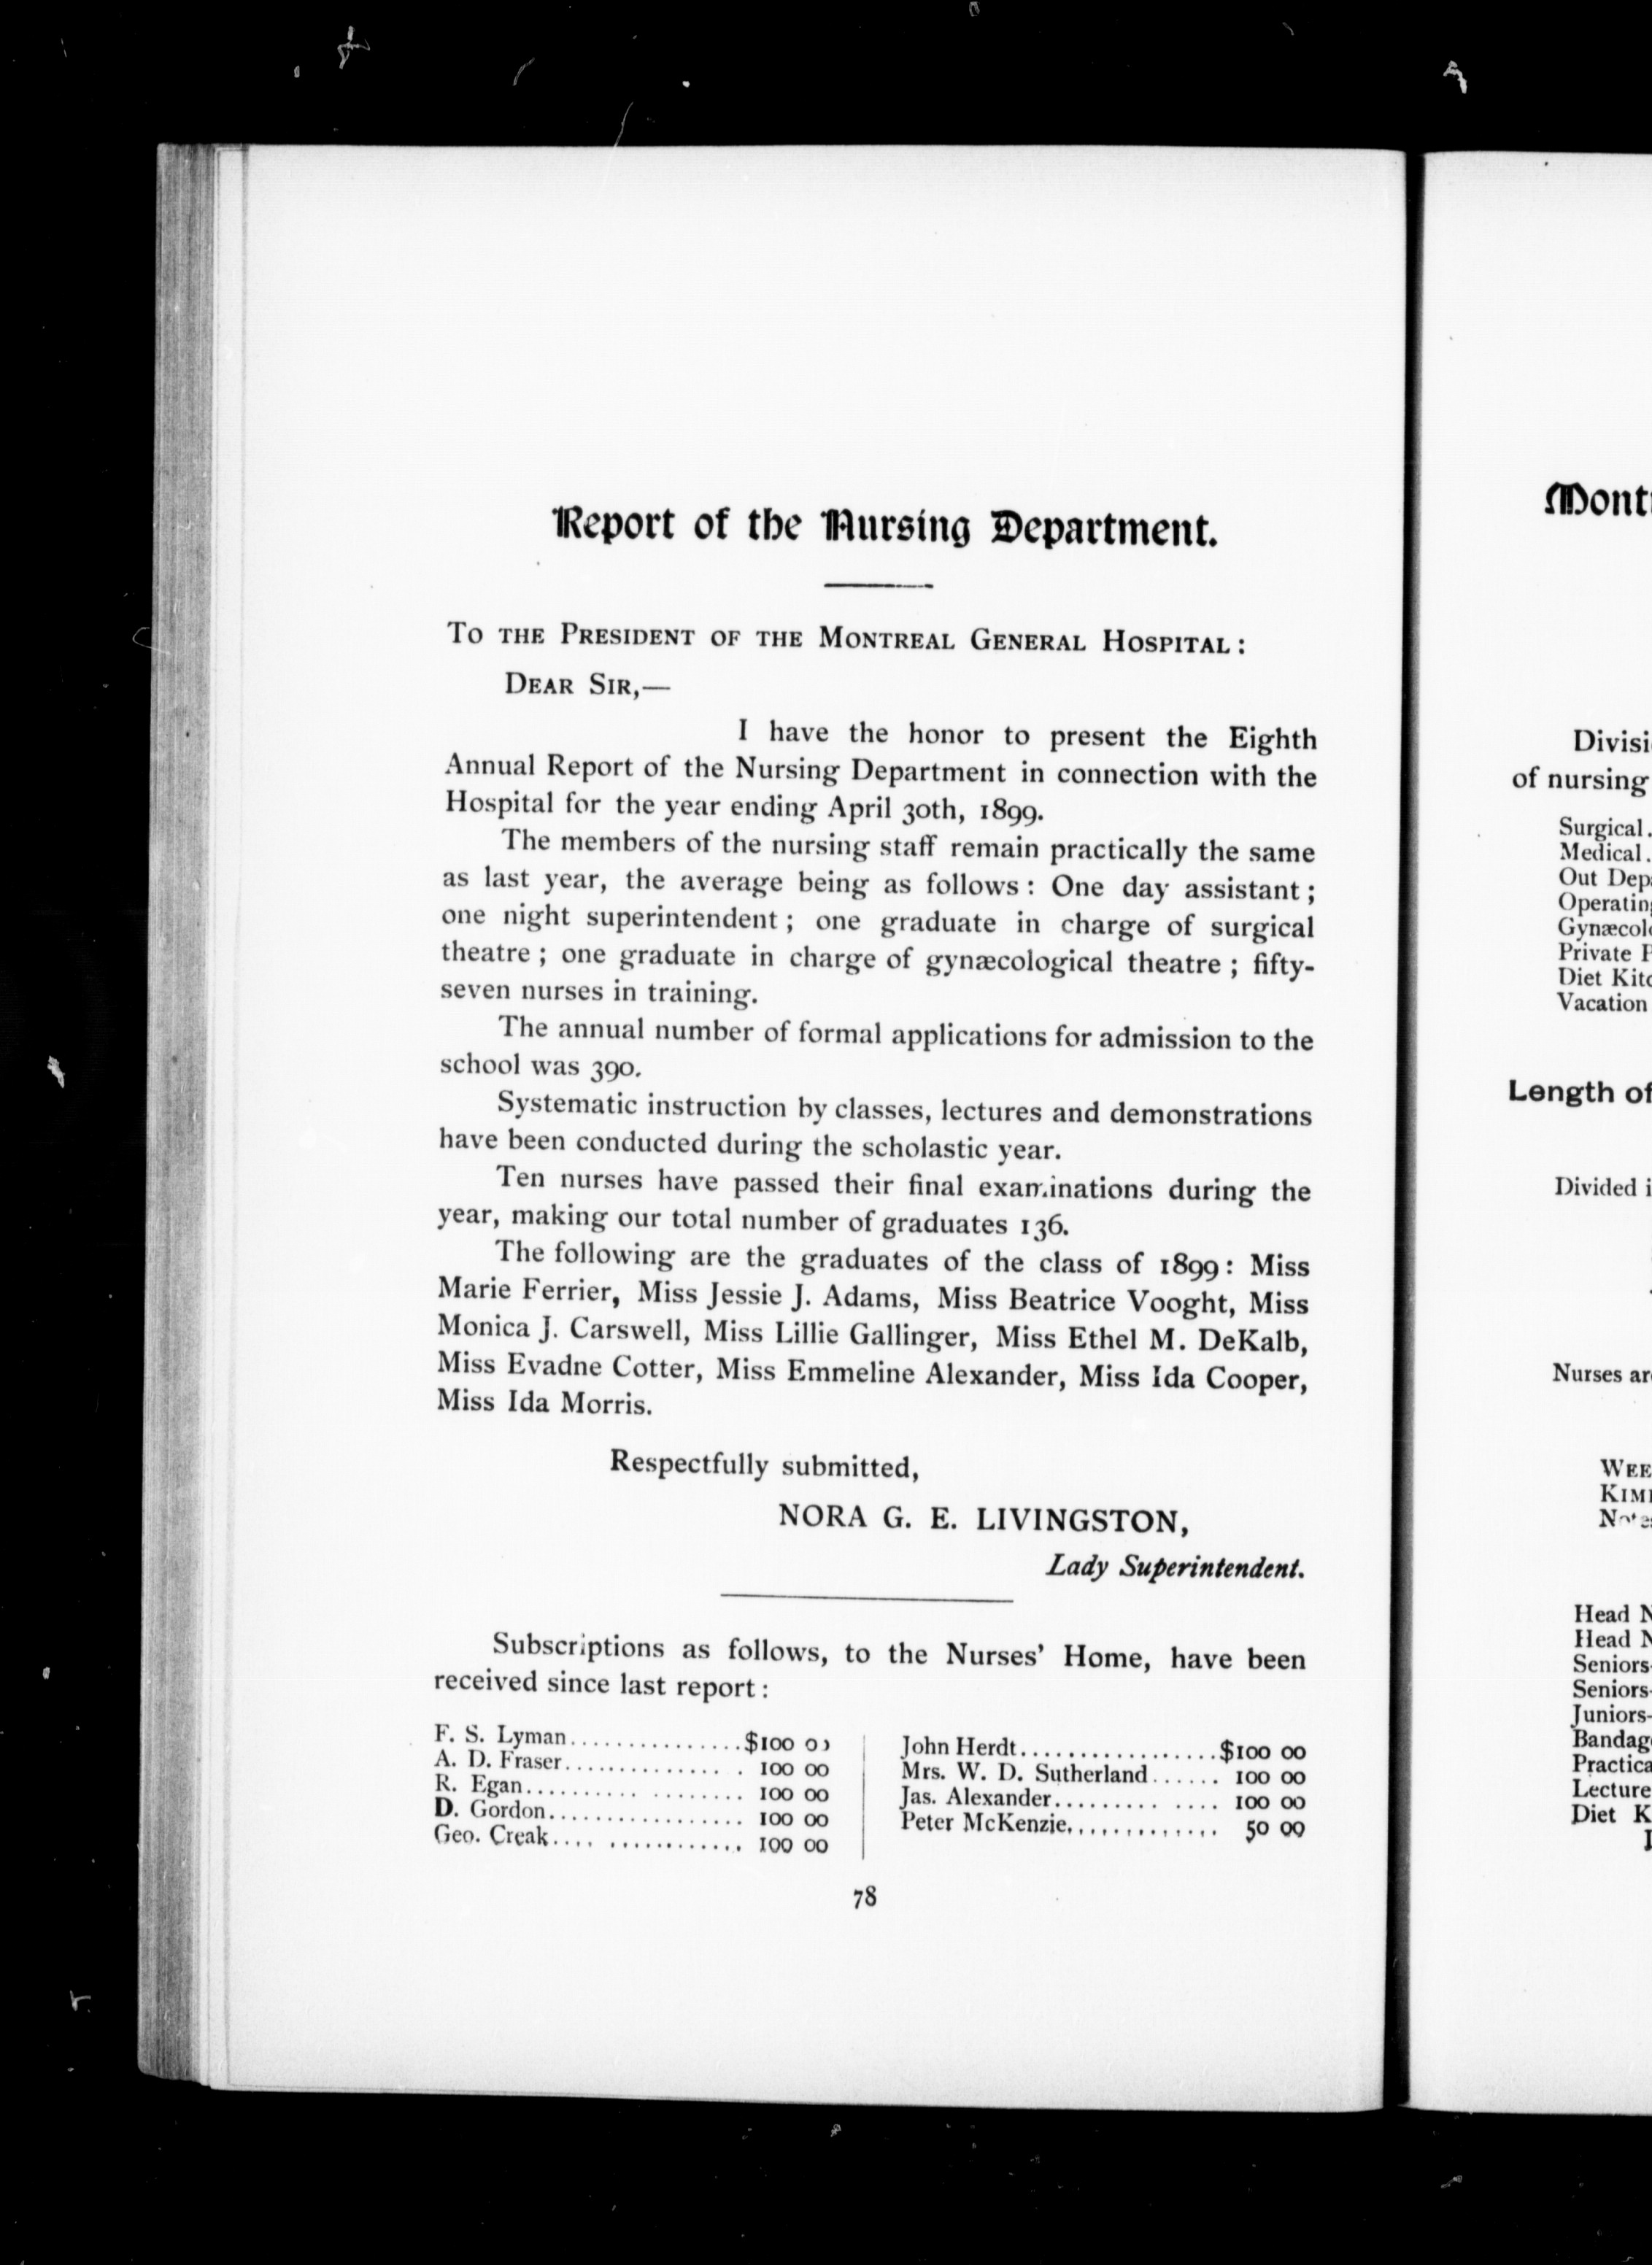 Report of the Nursing Department.
To the President of the Montreal General Hospital :
Dear Sir,—
I have the honor to present the Eighth
Annual Report of the Nursing Department in connection with the
Hospital for the year ending April 30th, 1899.
The members of the nursing staff remain practically the same
as last year, the average being as follows : One day assistant ;
one night superintendent ; one graduate in charge of surgical
theatre ; one graduate in charge of gynæcological theatre ; fifty-
seven nurses in training.
The annual number of formal applications for admission to the
school was 390.
Systematic instruction by classes, lectures and demonstrations
have been conducted during the scholastic year.
Ten nurses have passed their final examinations during the
year, making our total number of graduates 136.
The following are the graduates of the class of 1899 : Miss
Marie Ferrier, Miss Jessie J. Adams, Miss Beatrice Vooght, Miss
Monica J. Carswell, Miss Lillie Gallinger, Miss Ethel M. DeKalb,
Miss Evadne Cotter, Miss Emmeline Alexander, Miss Ida Cooper,
Miss Ida Morris.
Respectfully submitted,
NORA G. E. LIVINGSTON,
Lady Superintendent.
Subscriptions as follows, to the Nurses' Home, have been
received since last report :
F. S. Lyman................$100 00
A. D. Fraser................ 100 00
R. Egan.................... 100 00
D. Gordon.................. 100 00
Geo. Creak................. 100 00
John Herdt.................$100 00
Mrs. W. D. Sutherland...... 100 00
Jas. Alexander............. 100 00
Peter McKenzie............. 50 00
78
Mont
Divisi
of nursing
Surgical.
Medical.
Out Dep
Operatin
Gynæcol
Private
Diet Kit
Vacation
Length of
Divided i
Nurses ar
WEE
KIM
Head N
Head N
Seniors-
Seniors-
Juniors-
Bandag
Practica
Lecture
Diet K